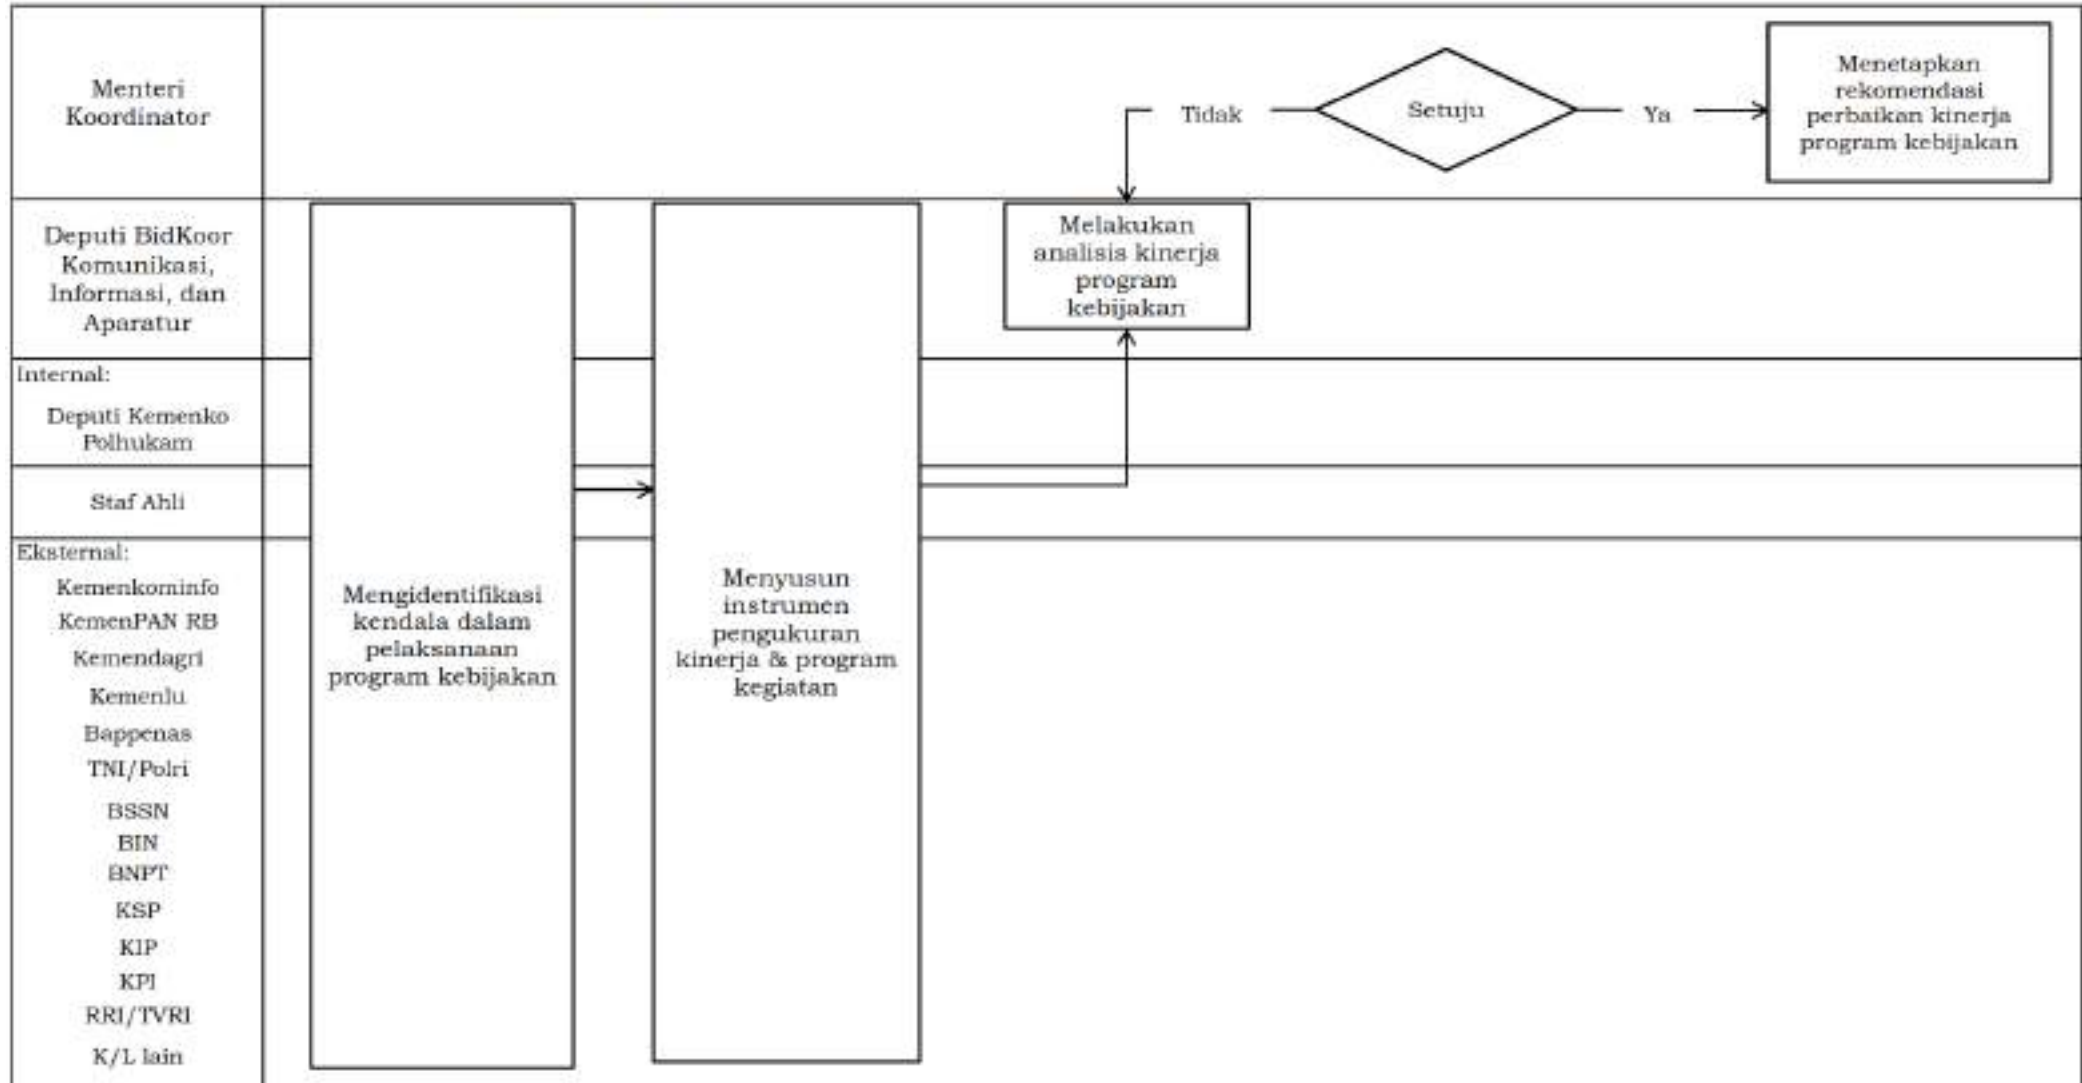 Menteri
Koordinator
Tidak
Setuju
Ya
Menetapkan
rekomendasi
perbaikan kinerja
program kebijakan
Deputi BidKoor
Komunikasi,
Informasi, dan
Aparatur
Melakukan
analisis kinerja
program
kebijakan
Internal:
Deputi Kemenko
Polhukam
Staf Ahli
Eksternal:
Kemenkominfo
KemenPAN RB
Kemendagri
Kemenlu
Bappenas
TNI/Polri
BSSN
BIN
BNPT
KSP
KIP
KPI
RRI/TVRI
K/L lain
Mengidentifikasi
kendala dalam
pelaksanaan
program kebijakan
Menyusun
instrumen
pengukuran
kinerja & program
kegiatan